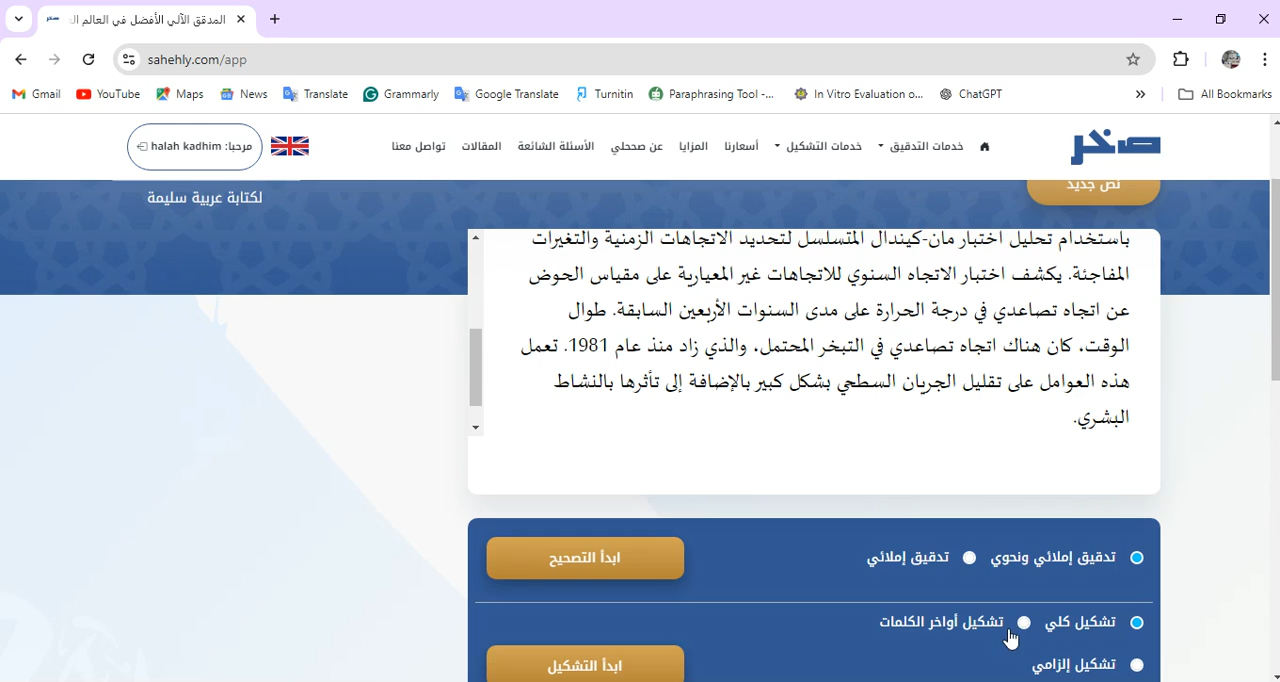 المدقق الآلي الأفضل في العالم ال
sahehly.com/app
Gmail YouTube Maps News Translate Grammarly Google Translate Turnitin Paraphrasing Tool -... In Vitro Evaluation o... ChatGPT » All Bookmarks
صخر
خدمات التدقيق خدمات التشكيل أسعارنا المزايا عن صححلي الأسئلة الشائعة المقالات تواصل معنا
مرحبا: halah kadhim
نص جديد
لكتابة عربية سليمة
باستخدام تحليل اختبار مان-كيندال المتسلسل لتحديد الاتجاهات الزمنية والتغيرات
المفاجئة. يكشف اختبار الاتجاه السنوي للاتجاهات غير المعيارية على مقياس الحوض
عن اتجاه تصاعدي في درجة الحرارة على مدى السنوات الأربعين السابقة. طوال
الوقت، كان هناك اتجاه تصاعدي في التبخر المحتمل، والذي زاد منذ عام 1981. تعمل
هذه العوامل على تقليل الجريان السطحي بشكل كبير بالإضافة إلى تأثرها بالنشاط
البشري.
تدقيق إملائي ونحوي تدقيق إملائي
ابدأ التصحيح
تشكيل كلي تشكيل أواخر الكلمات
تشكيل إلزامي
ابدأ التشكيل